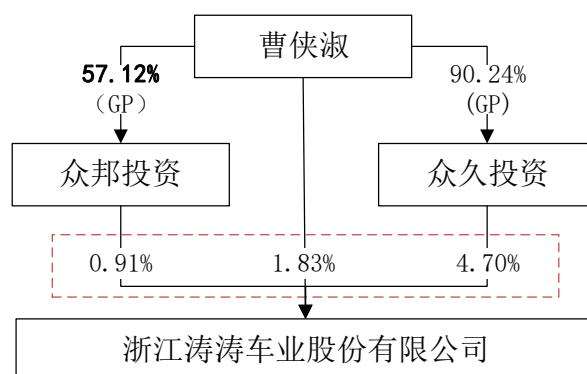 曹侠淑
57.12%
（GP）
90.24%
(GP)
众邦投资
众久投资
0.91%
1.83%
4.70%
浙江涛涛车业股份有限公司